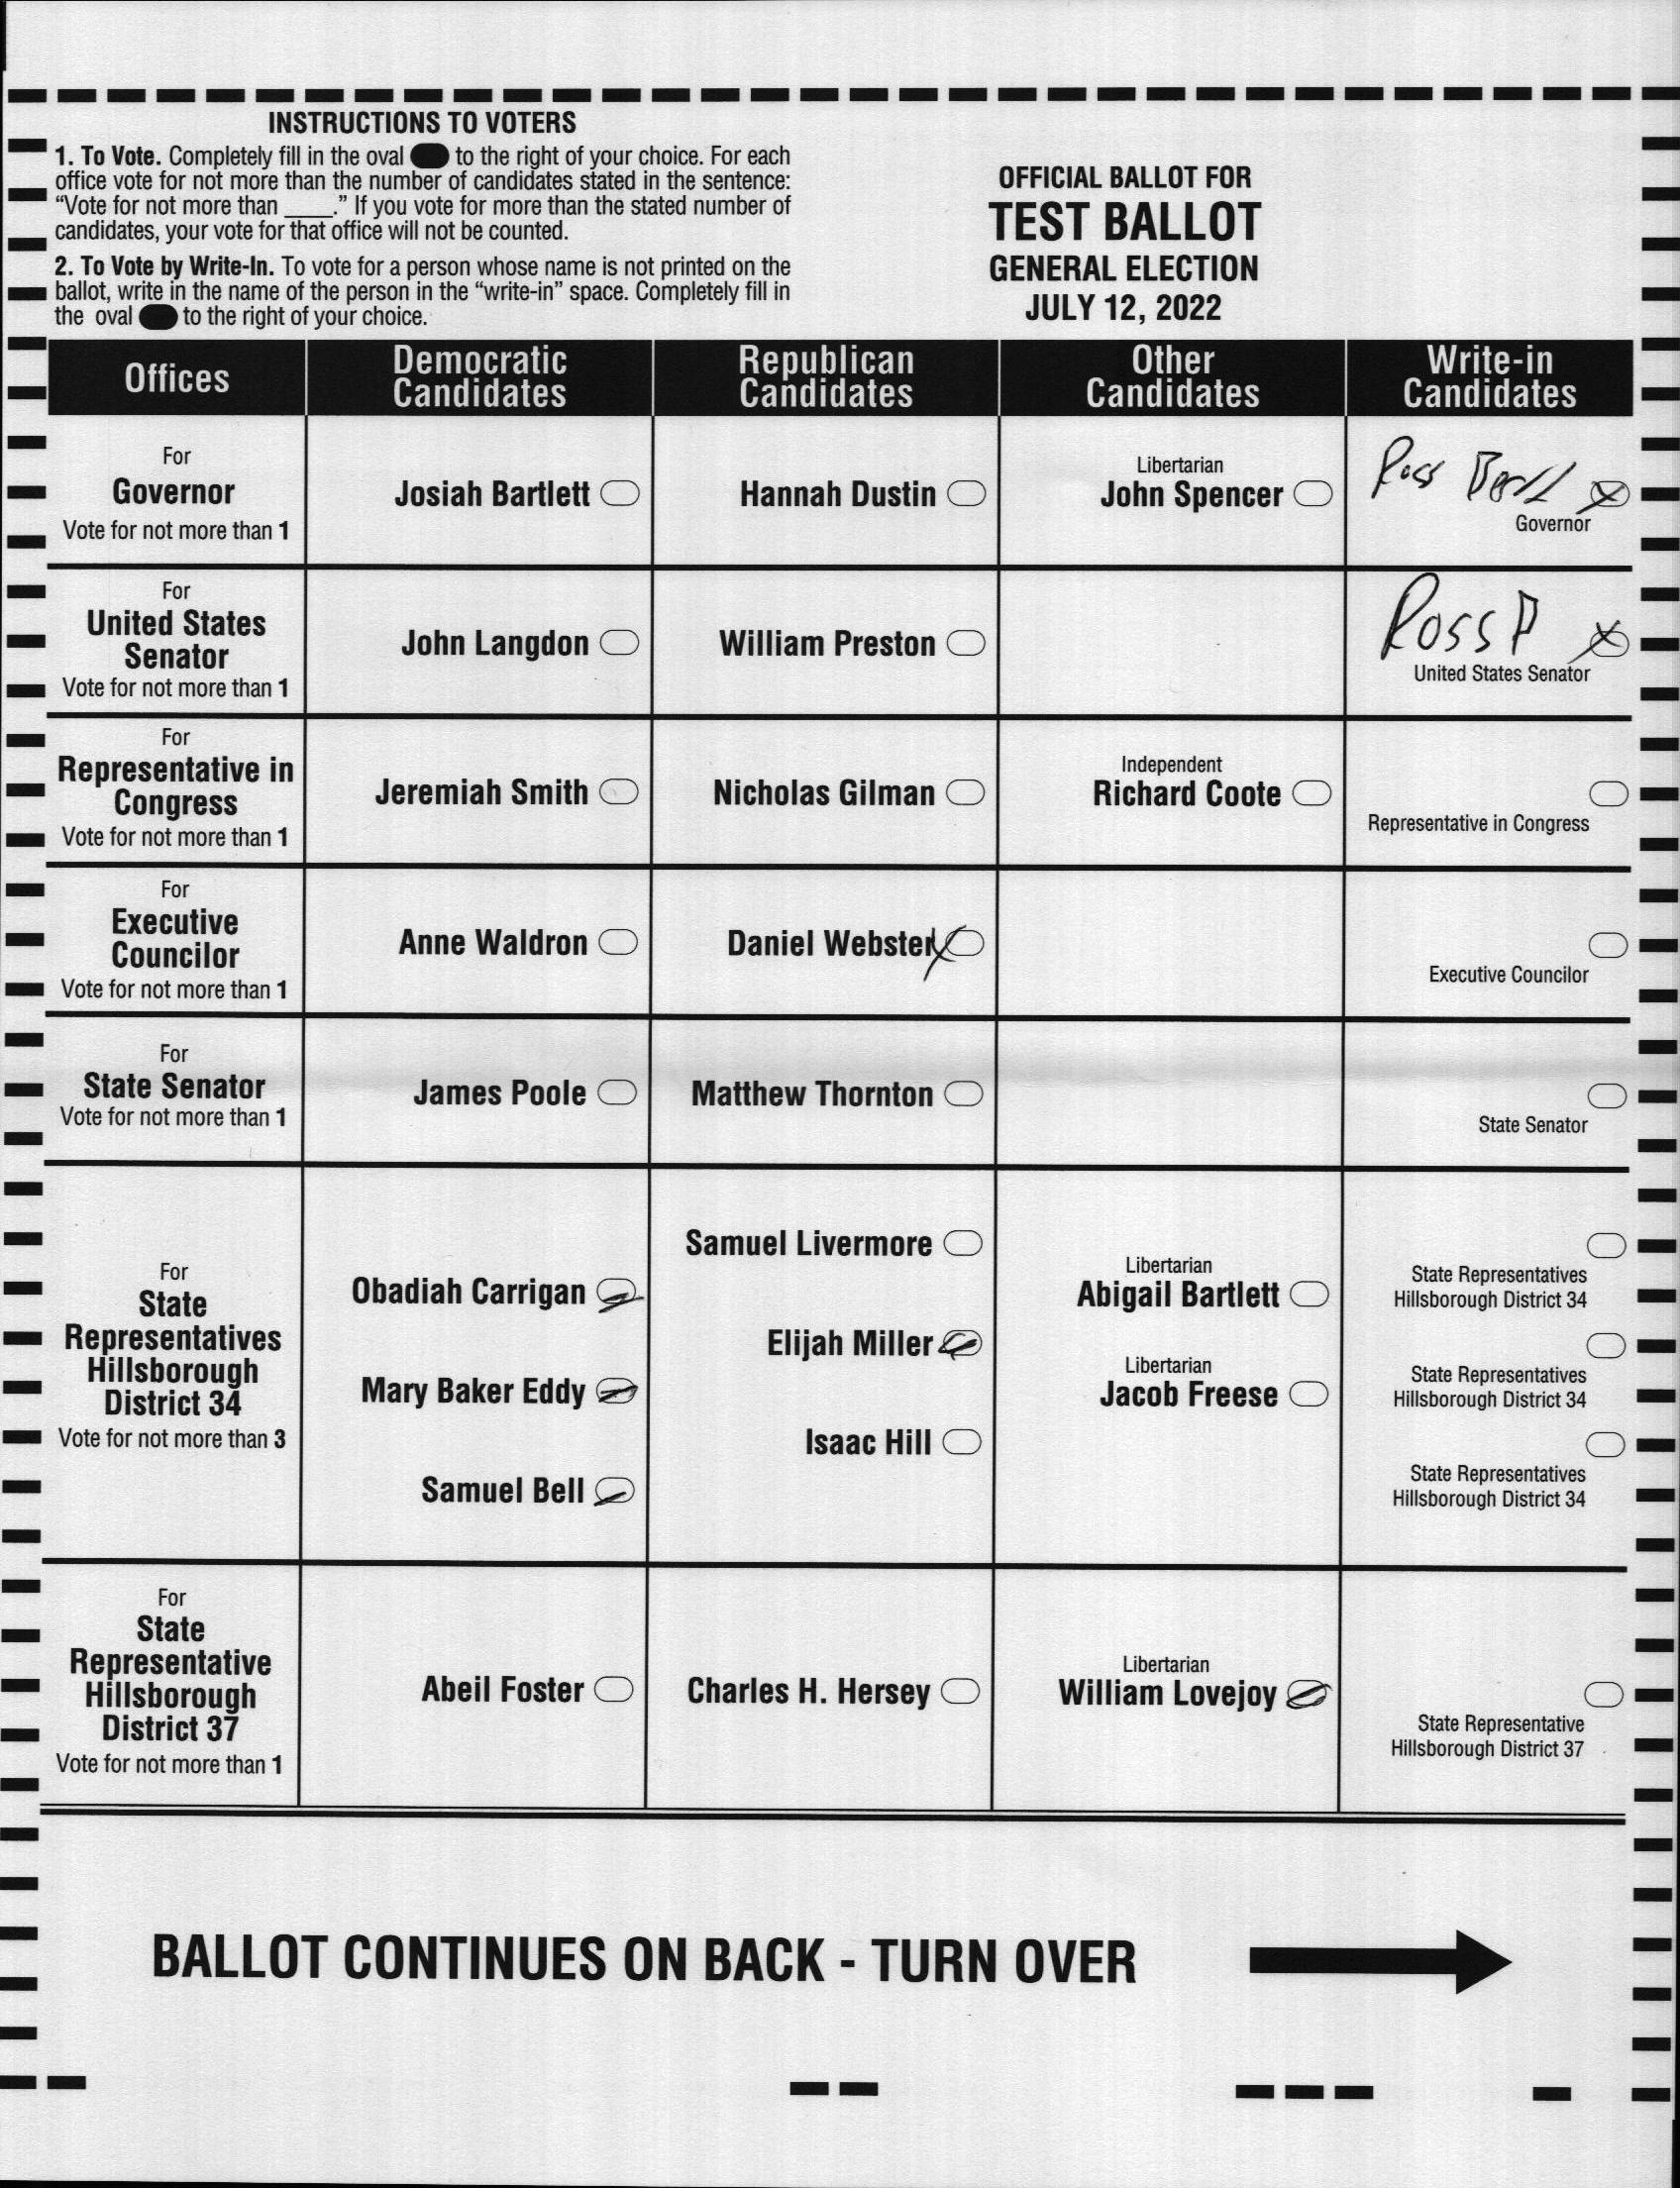 INSTRUCTIONS TO VOTERS
1. To Vote. Completely fill in the oval to the right of your choice. For each
office vote for not more than the number of candidates stated in the sentence:
“Vote for not more than ____.” If you vote for more than the stated number of
candidates, your vote for that office will not be counted.
2. To Vote by Write-In. To vote for a person whose name is not printed on the
ballot, write in the name of the person in the “write-in” space. Completely fill in
the oval to the right of your choice.
OFFICIAL BALLOT FOR
TEST BALLOT
GENERAL ELECTION
JULY 12, 2022
Offices
Democratic
Candidates
Republican
Candidates
Other
Candidates
Write-in
Candidates
For
Governor
Vote for not more than 1
Josiah Bartlett
Hannah Dustin
Libertarian
John Spencer
Ross
Governor
For
United States
Senator
Vote for not more than 1
John Langdon
William Preston
Ross P
United States Senator
For
Representative in
Congress
Vote for not more than 1
Jeremiah Smith
Nicholas Gilman
Independent
Richard Coote
Representative in Congress
For
Executive
Councilor
Vote for not more than 1
Anne Waldron
Daniel Webster
Executive Councilor
For
State Senator
Vote for not more than 1
James Poole
Matthew Thornton
State Senator
For
State
Representatives
Hillsborough
District 34
Vote for not more than 3
Obadiah Carrigan
Mary Baker Eddy
Samuel Bell
Samuel Livermore
Elijah Miller
Isaac Hill
Libertarian
Abigail Bartlett
Libertarian
Jacob Freese
State Representatives
Hillsborough District 34
State Representatives
Hillsborough District 34
State Representatives
Hillsborough District 34
For
State
Representative
Hillsborough
District 37
Vote for not more than 1
Abeil Foster
Charles H. Hersey
Libertarian
William Lovejoy
State Representative
Hillsborough District 37
BALLOT CONTINUES ON BACK - TURN OVER